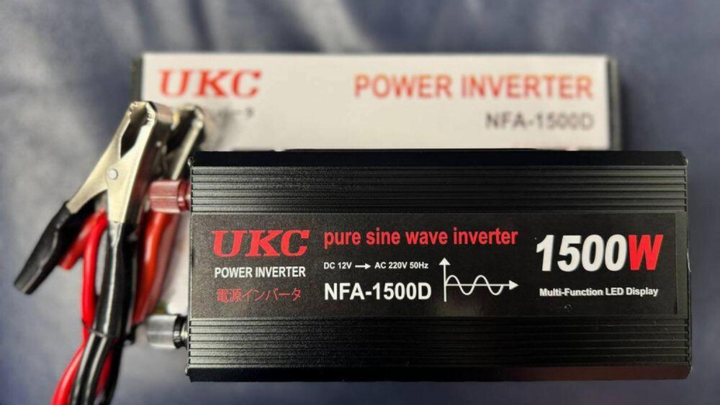 UKC POWER INVERTER
NFA-1500D
UKC pure sine wave inverter
POWER INVERTER
DC 12V → AC 220V 50Hz
電源インバータ
NFA-1500D
1500W
Multi-Function LED Display